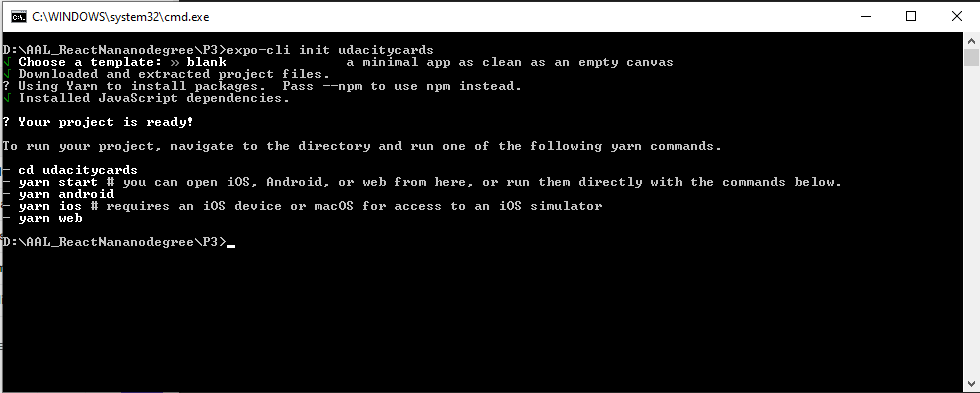 C:\WINDOWS\system32\cmd.exe
D:\AAL_ReactNananodegree\P3>expo-cli init udacitycards
√ Choose a template: » blank                a minimal app as clean as an empty canvas
√ Downloaded and extracted project files.
? Using Yarn to install packages.  Pass --npm to use npm instead.
√ Installed JavaScript dependencies.
? Your project is ready!
To run your project, navigate to the directory and run one of the following yarn commands.
- cd udacitycards
- yarn start # you can open iOS, Android, or web from here, or run them directly with the commands below.
- yarn android
- yarn ios # requires an iOS device or macOS for access to an iOS simulator
- yarn web
D:\AAL_ReactNananodegree\P3>